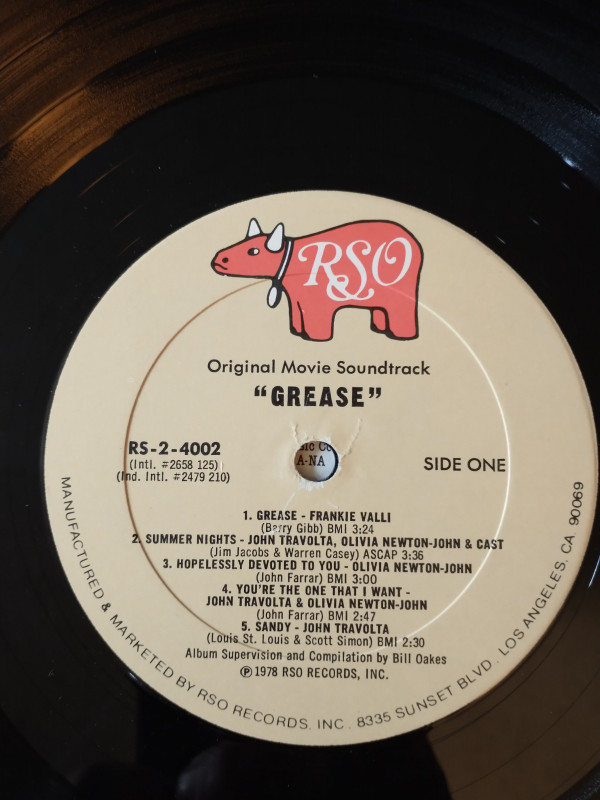 RSO
Original Movie Soundtrack
“GREASE”
RS-2-4002
(Intl. #2658 125)
(Ind. Intl. #2479 210)
A-NA
SIDE ONE
1. GREASE - FRANKIE VALLI
(Barry Gibb) BMI 3:24
2. SUMMER NIGHTS - JOHN TRAVOLTA, OLIVIA NEWTON-JOHN & CAST
(Jim Jacobs & Warren Casey) ASCAP 3:36
3. HOPELESSLY DEVOTED TO YOU - OLIVIA NEWTON-JOHN
(John Farrar) BMI 3:00
4. YOU'RE THE ONE THAT I WANT -
JOHN TRAVOLTA & OLIVIA NEWTON-JOHN
(John Farrar) BMI 2:47
5. SANDY - JOHN TRAVOLTA
(Louis St. Louis & Scott Simon) BMI 2:30
Album Supervision and Compilation by Bill Oakes
℗ 1978 RSO RECORDS, INC.
MANUFACTURED & MARKETED BY RSO RECORDS, INC., 8335 SUNSET BLVD., LOS ANGELES, CA. 90069